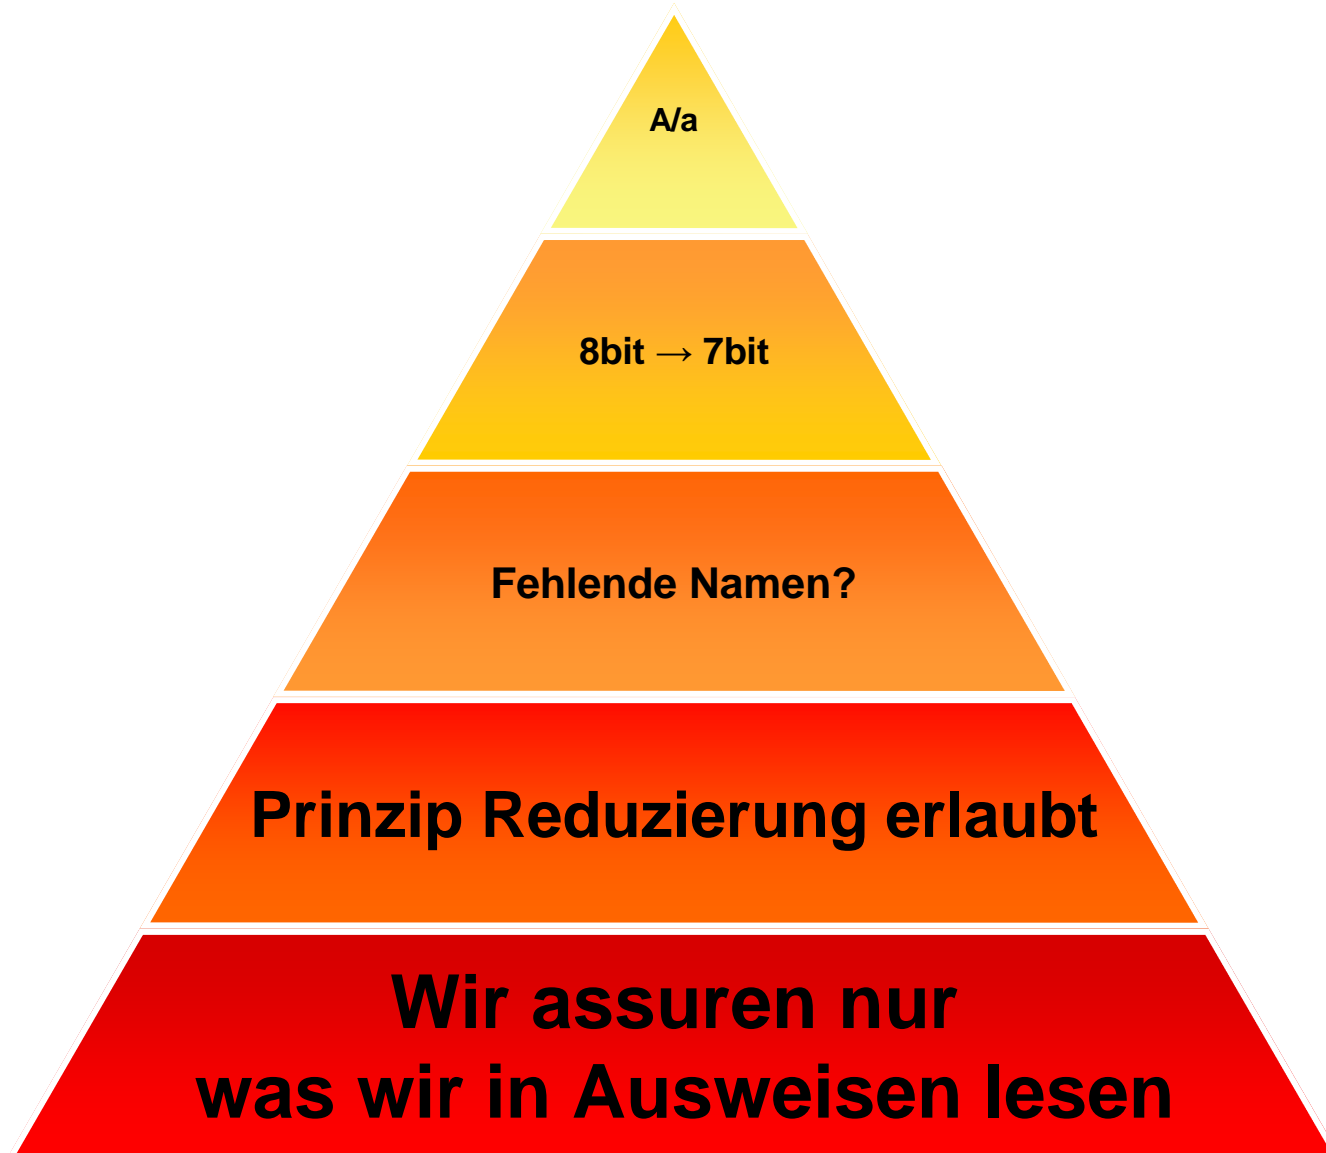 A/a
8bit → 7bit
Fehlende Namen?
Prinzip Reduzierung erlaubt
Wir assuren nur
was wir in Ausweisen lesen